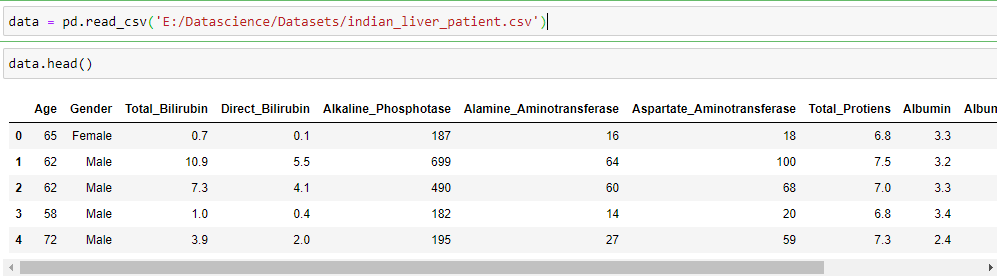 data = pd.read_csv('E:/Datascience/Datasets/indian_liver_patient.csv')
data.head()
Age Gender Total_Bilirubin Direct_Bilirubin Alkaline_Phosphotase Alamine_Aminotransferase Aspartate_Aminotransferase Total_Protiens Albumin Albun
0 65 Female 0.7 0.1 187 16 18 6.8 3.3
1 62 Male 10.9 5.5 699 64 100 7.5 3.2
2 62 Male 7.3 4.1 490 60 68 7.0 3.3
3 58 Male 1.0 0.4 182 14 20 6.8 3.4
4 72 Male 3.9 2.0 195 27 59 7.3 2.4